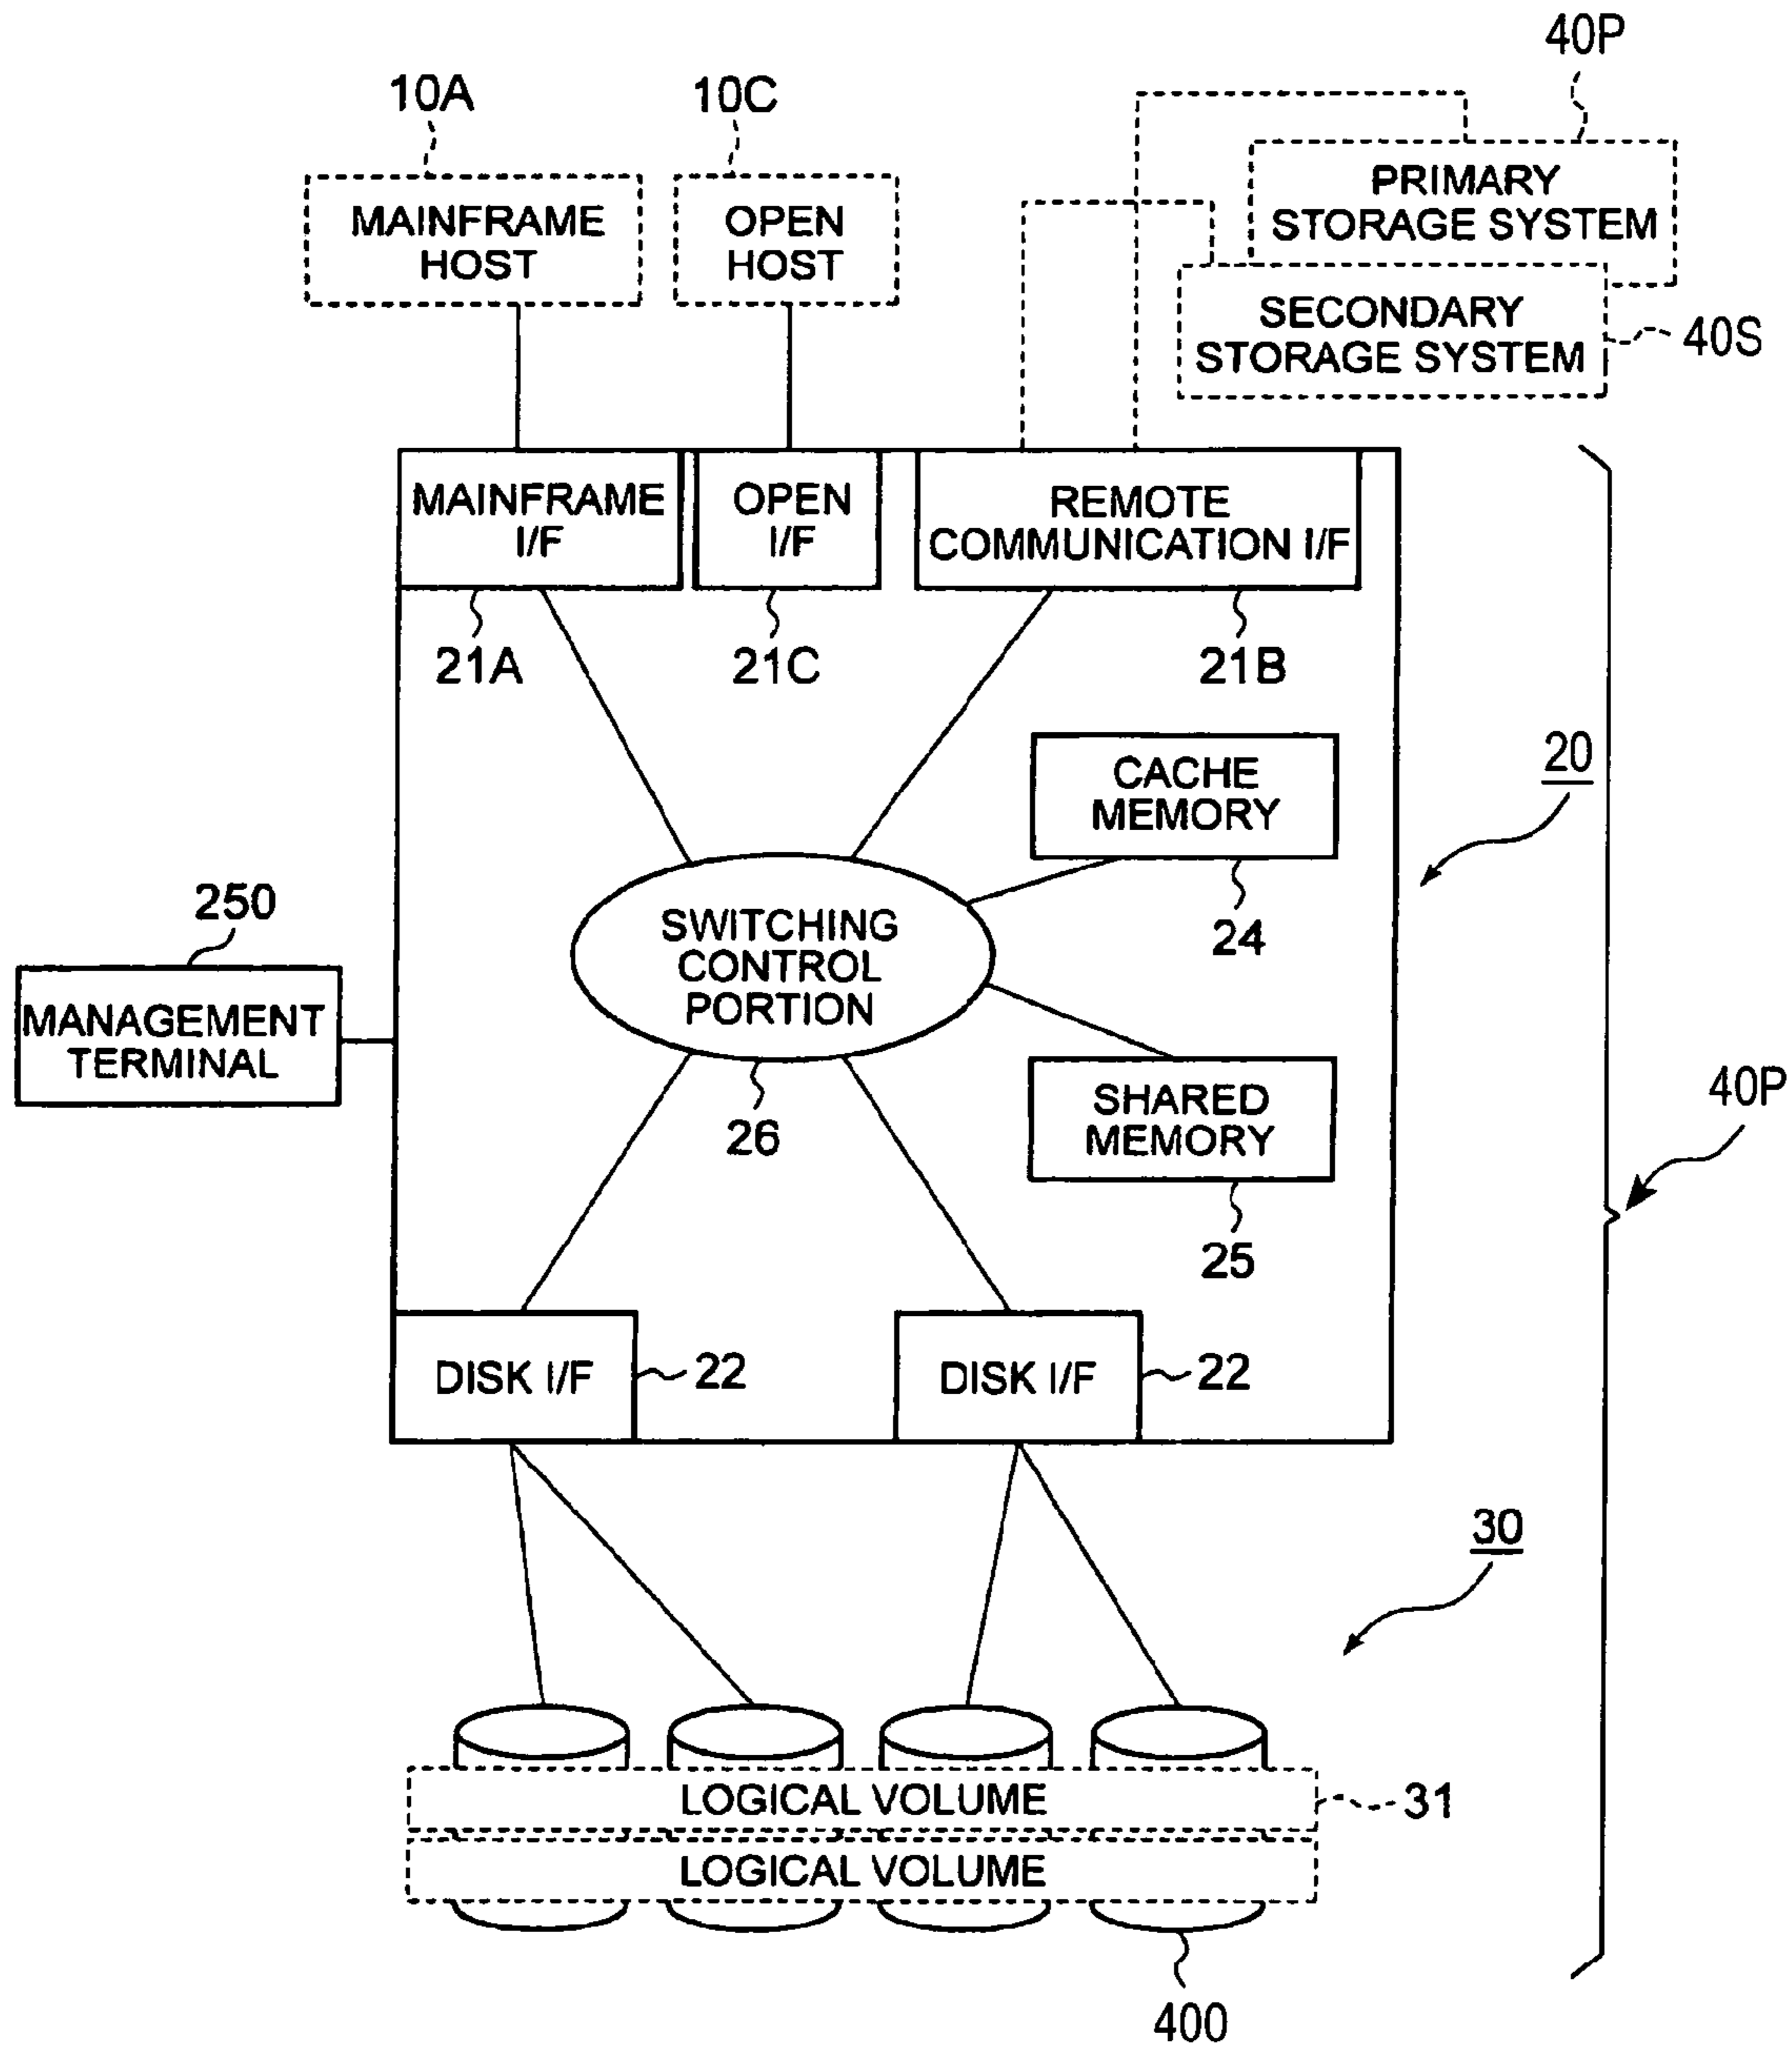 40P
10A
10C
PRIMARY
STORAGE SYSTEM
MAINFRAME
HOST
OPEN
HOST
SECONDARY
STORAGE SYSTEM
40S
MAINFRAME
I/F
OPEN
I/F
REMOTE
COMMUNICATION I/F
21A
21C
21B
20
CACHE
MEMORY
24
250
SWITCHING
CONTROL
PORTION
MANAGEMENT
TERMINAL
26
SHARED
MEMORY
25
40P
DISK I/F
22
DISK I/F
22
30
LOGICAL VOLUME
31
LOGICAL VOLUME
400